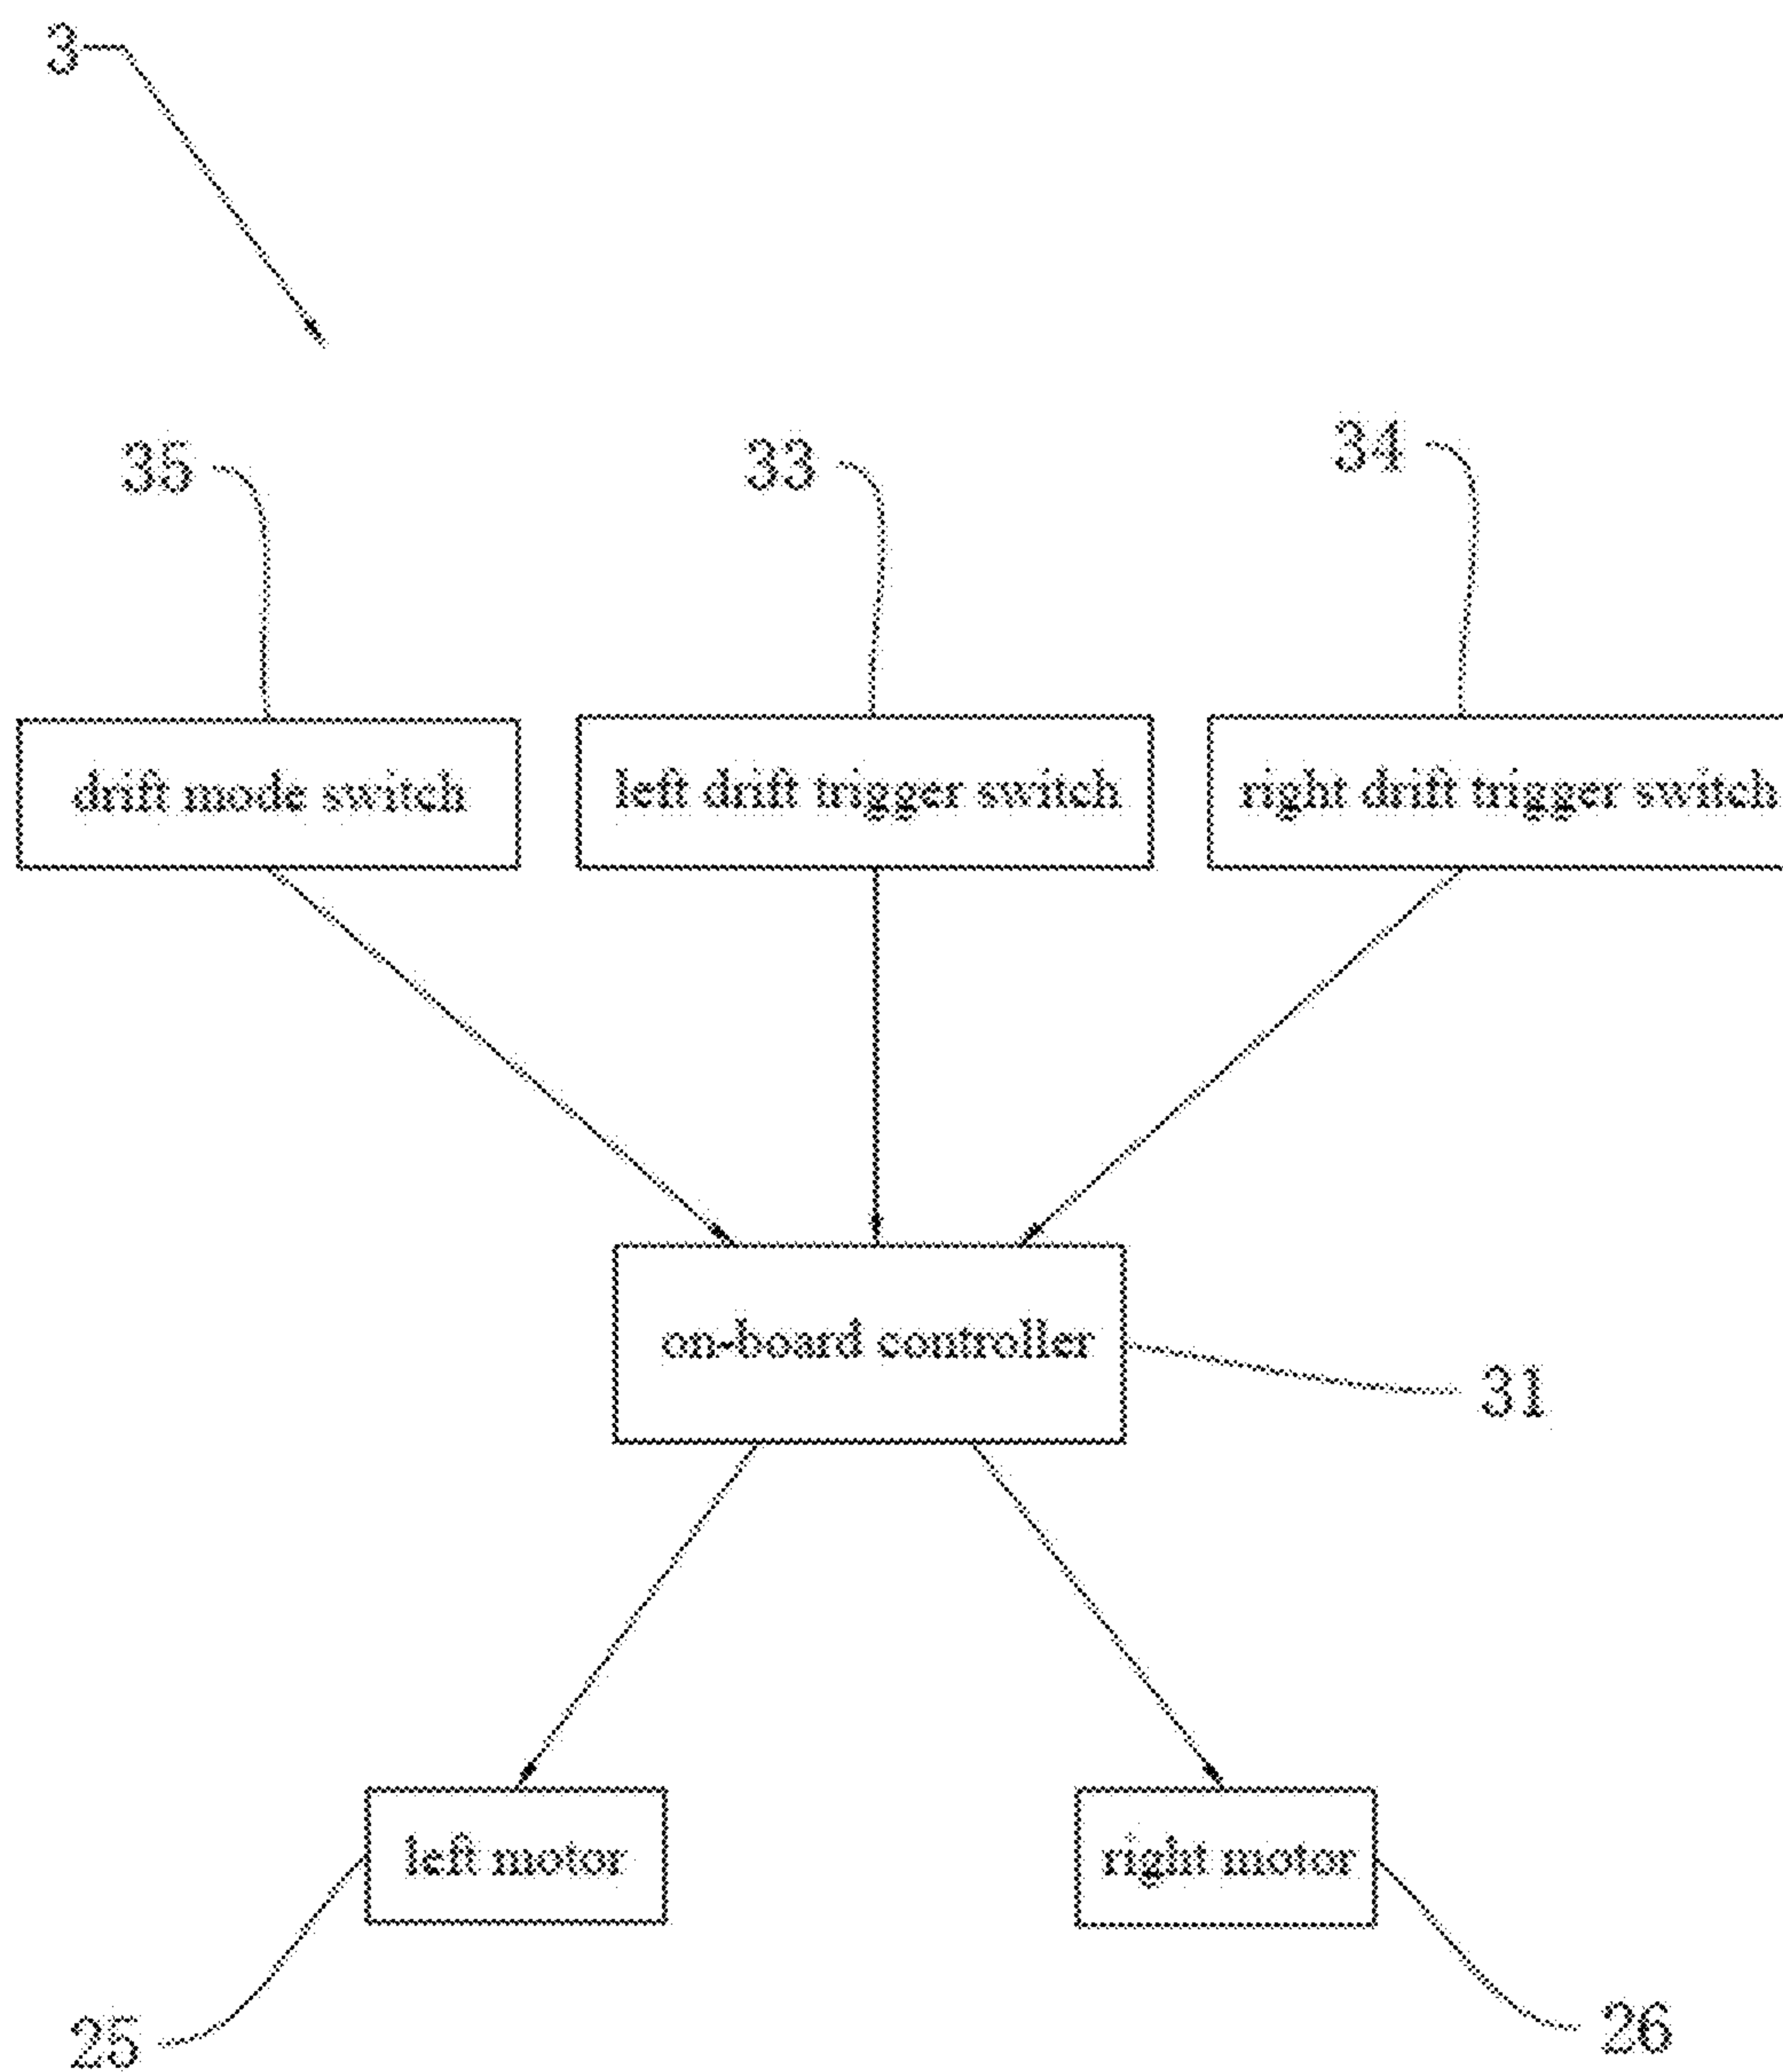 3
35
33
34
drift mode switch
left drift trigger switch
right drift trigger switch
on-board controller
31
left motor
right motor
25
26